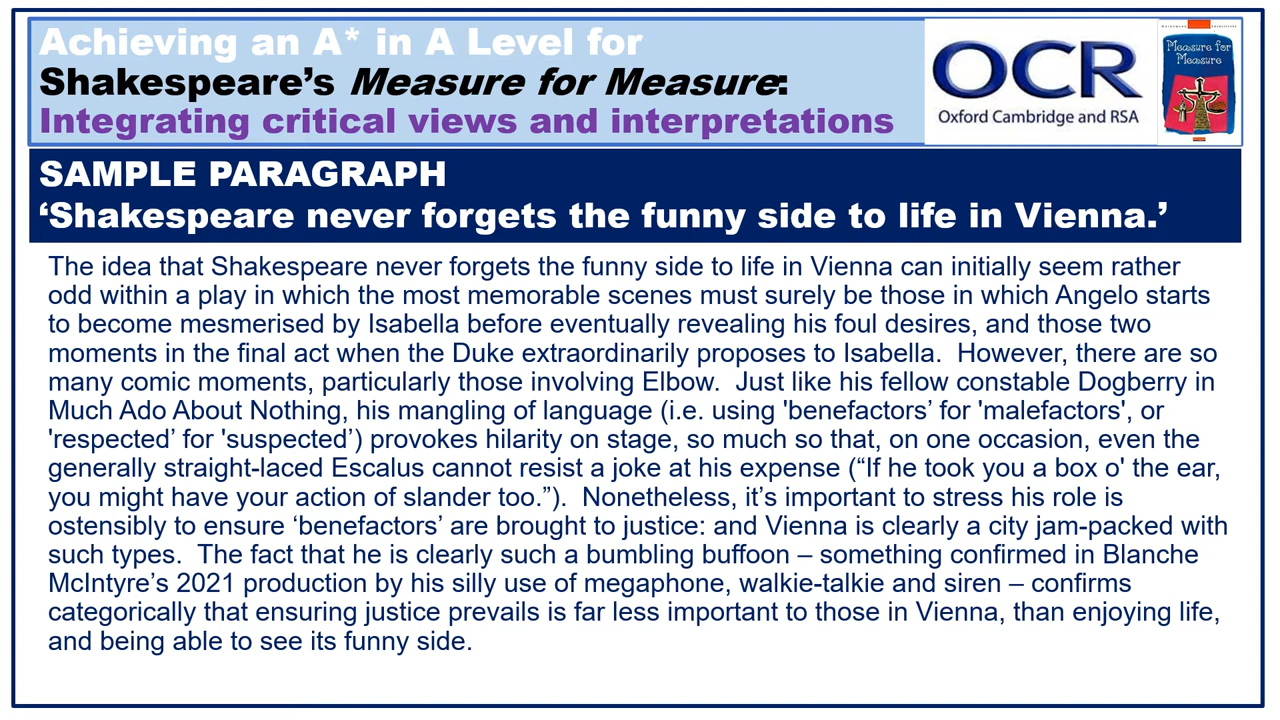 Achieving an A* in A Level for
Shakespeare’s Measure for Measure:
Integrating critical views and interpretations
OCR
Oxford Cambridge and RSA
Measure for
Measure
SAMPLE PARAGRAPH
‘Shakespeare never forgets the funny side to life in Vienna.’
The idea that Shakespeare never forgets the funny side to life in Vienna can initially seem rather
odd within a play in which the most memorable scenes must surely be those in which Angelo starts
to become mesmerised by Isabella before eventually revealing his foul desires, and those two
moments in the final act when the Duke extraordinarily proposes to Isabella.  However, there are so
many comic moments, particularly those involving Elbow.  Just like his fellow constable Dogberry in
Much Ado About Nothing, his mangling of language (i.e. using 'benefactors’ for 'malefactors', or
'respected’ for 'suspected’) provokes hilarity on stage, so much so that, on one occasion, even the
generally straight-laced Escalus cannot resist a joke at his expense (“If he took you a box o' the ear,
you might have your action of slander too.”).  Nonetheless, it’s important to stress his role is
ostensibly to ensure ‘benefactors’ are brought to justice: and Vienna is clearly a city jam-packed with
such types.  The fact that he is clearly such a bumbling buffoon – something confirmed in Blanche
McIntyre’s 2021 production by his silly use of megaphone, walkie-talkie and siren – confirms
categorically that ensuring justice prevails is far less important to those in Vienna, than enjoying life,
and being able to see its funny side.